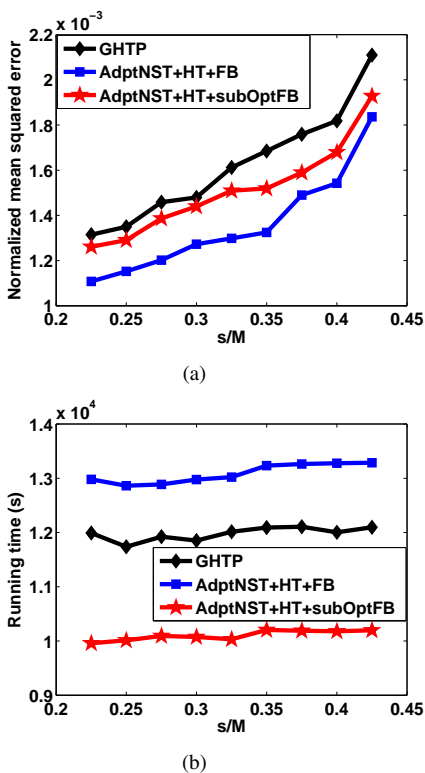 x 10⁻³
2.2
2
1.8
1.6
1.4
1.2
1
Normalized mean squared error
GHTP
AdptNST+HT+FB
AdptNST+HT+subOptFB
0.2 0.25 0.3 0.35 0.4 0.45
s/M
(a)
x 10⁴
1.4
1.3
1.2
1.1
1
0.9
Running time (s)
GHTP
AdptNST+HT+FB
AdptNST+HT+subOptFB
0.2 0.25 0.3 0.35 0.4 0.45
s/M
(b)